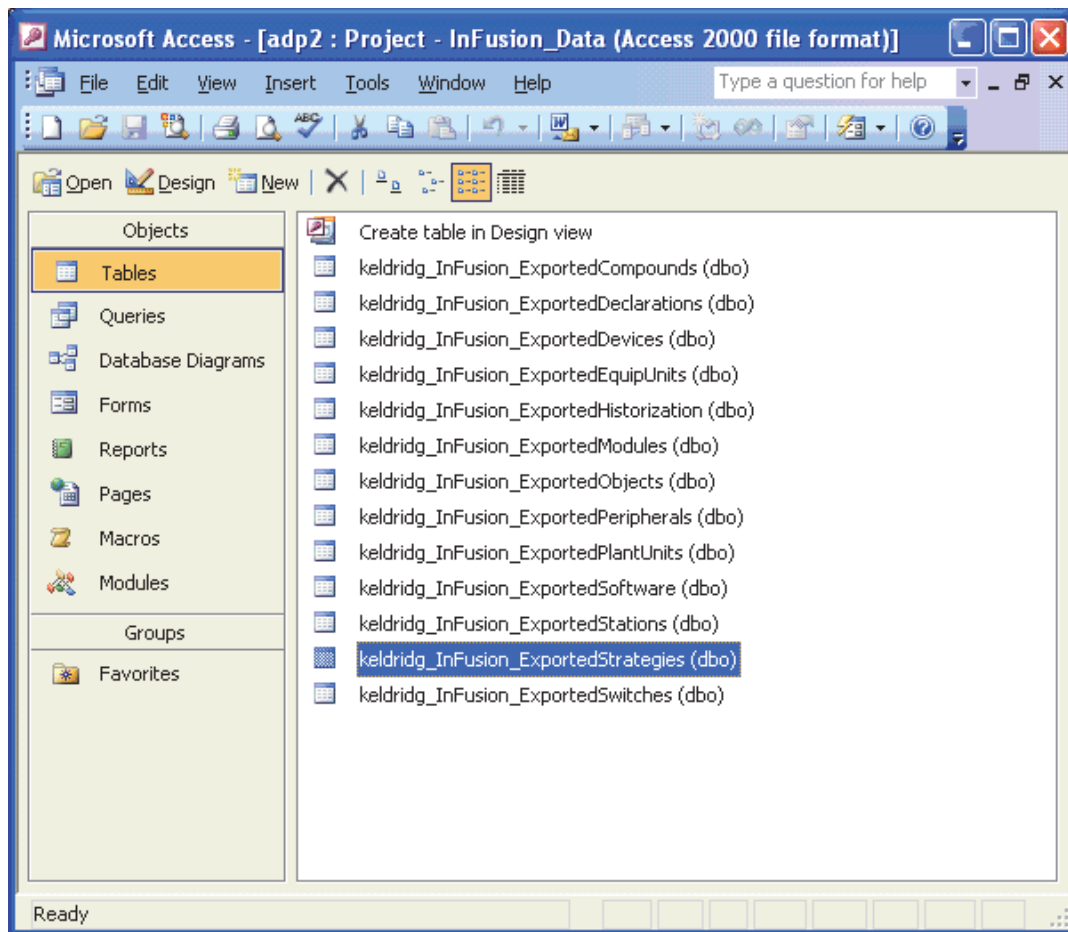 Microsoft Access - [adp2 : Project - InFusion_Data (Access 2000 file format)]
File Edit View Insert Tools Window Help Type a question for help
ABC
W
Open Design New
Objects
Tables
Queries
Database Diagrams
Forms
Reports
Pages
Macros
Modules
Groups
Favorites
Create table in Design view
keldridg_InFusion_ExportedCompounds (dbo)
keldridg_InFusion_ExportedDeclarations (dbo)
keldridg_InFusion_ExportedDevices (dbo)
keldridg_InFusion_ExportedEquipUnits (dbo)
keldridg_InFusion_ExportedHistorization (dbo)
keldridg_InFusion_ExportedModules (dbo)
keldridg_InFusion_ExportedObjects (dbo)
keldridg_InFusion_ExportedPeripherals (dbo)
keldridg_InFusion_ExportedPlantUnits (dbo)
keldridg_InFusion_ExportedSoftware (dbo)
keldridg_InFusion_ExportedStations (dbo)
keldridg_InFusion_ExportedStrategies (dbo)
keldridg_InFusion_ExportedSwitches (dbo)
Ready